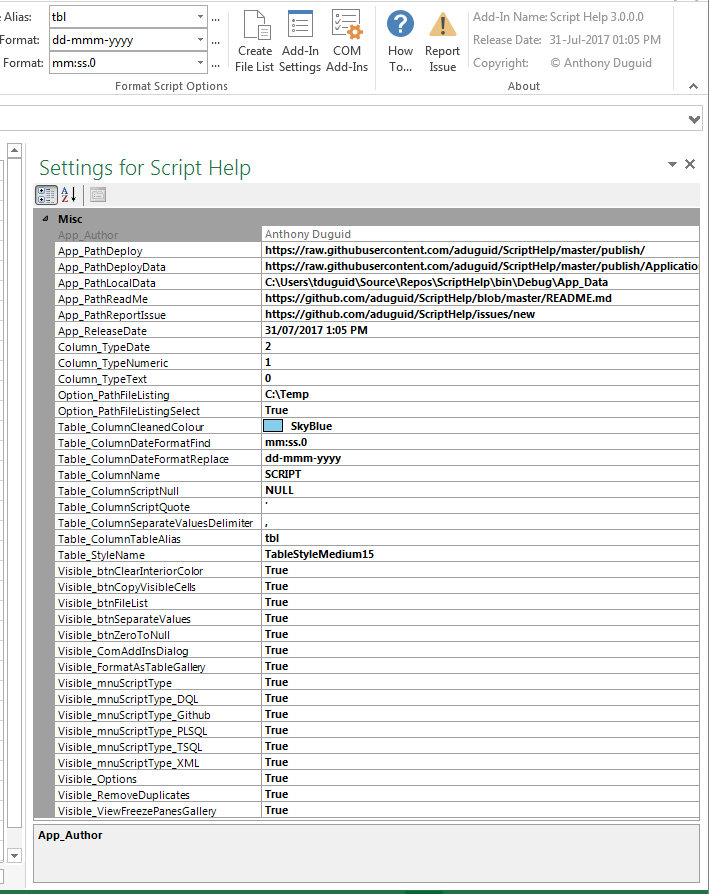 e Alias: tbl ...
Format: dd-mmm-yyyy ...
Format: mm:ss.0 ...
Create File List
Add-In Settings
COM Add-Ins
How To...
Report Issue
Add-In Name: Script Help 3.0.0.0
Release Date: 31-Jul-2017 01:05 PM
Copyright: © Anthony Duguid
Format Script Options
About
Settings for Script Help
Misc
App_Author Anthony Duguid
App_PathDeploy https://raw.githubusercontent.com/aduguid/ScriptHelp/master/publish/
App_PathDeployData https://raw.githubusercontent.com/aduguid/ScriptHelp/master/publish/Application
App_PathLocalData C:\Users\tduguid\Source\Repos\ScriptHelp\bin\Debug\App_Data
App_PathReadMe https://github.com/aduguid/ScriptHelp/blob/master/README.md
App_PathReportIssue https://github.com/aduguid/ScriptHelp/issues/new
App_ReleaseDate 31/07/2017 1:05 PM
Column_TypeDate 2
Column_TypeNumeric 1
Column_TypeText 0
Option_PathFileListing C:\Temp
Option_PathFileListingSelect True
Table_ColumnCleanedColour SkyBlue
Table_ColumnDateFormatFind mm:ss.0
Table_ColumnDateFormatReplace dd-mmm-yyyy
Table_ColumnName SCRIPT
Table_ColumnScriptNull NULL
Table_ColumnScriptQuote '
Table_ColumnSeparateValuesDelimiter ,
Table_ColumnTableAlias tbl
Table_StyleName TableStyleMedium15
Visible_btnClearInteriorColor True
Visible_btnCopyVisibleCells True
Visible_btnFileList True
Visible_btnSeparateValues True
Visible_btnZeroToNull True
Visible_ComAddInsDialog True
Visible_FormatAsTableGallery True
Visible_mnuScriptType True
Visible_mnuScriptType_DQL True
Visible_mnuScriptType_Github True
Visible_mnuScriptType_PLSQL True
Visible_mnuScriptType_TSQL True
Visible_mnuScriptType_XML True
Visible_Options True
Visible_RemoveDuplicates True
Visible_ViewFreezePanesGallery True
App_Author